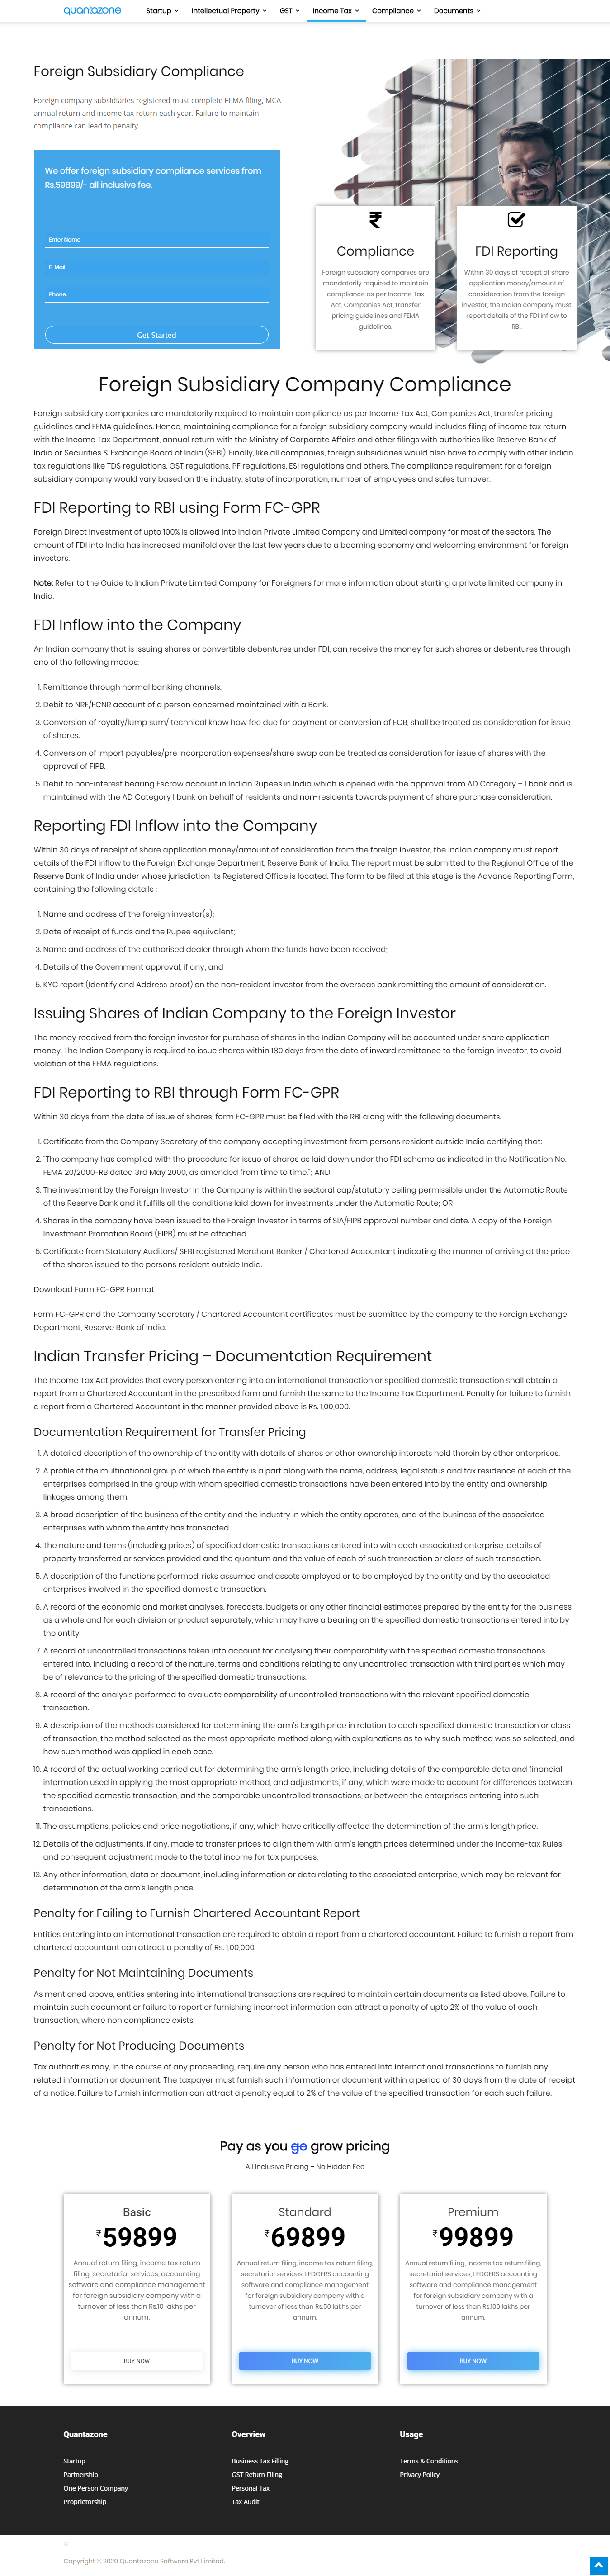 quantazone
Startup Intellectual Property GST Income Tax Compliance Documents
Foreign Subsidiary Compliance
Foreign company subsidiaries registered must complete FEMA filing, MCA
annual return and income tax return each year. Failure to maintain
compliance can lead to penalty.
We offer foreign subsidiary compliance services from
Rs.59899/- all inclusive fee.
Enter Name
E-Mail
Phone.
Get Started
Compliance
Foreign subsidiary companies are
mandatorily required to maintain
compliance as per Income Tax
Act, Companies Act, transfer
pricing guidelines and FEMA
guidelines.
FDI Reporting
Within 30 days of receipt of share
application money/amount of
consideration from the foreign
investor, the Indian company must
report details of the FDI inflow to
RBI.
Foreign Subsidiary Company Compliance
Foreign subsidiary companies are mandatorily required to maintain compliance as per Income Tax Act, Companies Act, transfer pricing
guidelines and FEMA guidelines. Hence, maintaining compliance for a foreign subsidiary company would includes filing of income tax return
with the Income Tax Department, annual return with the Ministry of Corporate Affairs and other filings with authorities like Reserve Bank of
India or Securities & Exchange Board of India (SEBI). Finally, like all companies, foreign subsidiaries would also have to comply with other Indian
tax regulations like TDS regulations, GST regulations, PF regulations, ESI regulations and others. The compliance requirement for a foreign
subsidiary company would vary based on the industry, state of incorporation, number of employees and sales turnover.
FDI Reporting to RBI using Form FC-GPR
Foreign Direct Investment of upto 100% is allowed into Indian Private Limited Company and Limited company for most of the sectors. The
amount of FDI into India has increased manifold over the last few years due to a booming economy and welcoming environment for foreign
investors.
Note: Refer to the Guide to Indian Private Limited Company for Foreigners for more information about starting a private limited company in
India.
FDI Inflow into the Company
An Indian company that is issuing shares or convertible debentures under FDI, can receive the money for such shares or debentures through
one of the following modes:
1. Remittance through normal banking channels.
2. Debit to NRE/FCNR account of a person concerned maintained with a Bank.
3. Conversion of royalty/lump sum/ technical know how fee due for payment or conversion of ECB, shall be treated as consideration for issue
of shares.
4. Conversion of import payables/pre incorporation expenses/share swap can be treated as consideration for issue of shares with the
approval of FIPB.
5. Debit to non-interest bearing Escrow account in Indian Rupees in India which is opened with the approval from AD Category – I bank and is
maintained with the AD Category I bank on behalf of residents and non-residents towards payment of share purchase consideration.
Reporting FDI Inflow into the Company
Within 30 days of receipt of share application money/amount of consideration from the foreign investor, the Indian company must report
details of the FDI inflow to the Foreign Exchange Department, Reserve Bank of India. The report must be submitted to the Regional Office of the
Reserve Bank of India under whose jurisdiction its Registered Office is located. The form to be filed at this stage is the Advance Reporting Form,
containing the following details :
1. Name and address of the foreign investor(s);
2. Date of receipt of funds and the Rupee equivalent;
3. Name and address of the authorised dealer through whom the funds have been received;
4. Details of the Government approval, if any; and
5. KYC report (Identify and Address proof) on the non-resident investor from the overseas bank remitting the amount of consideration.
Issuing Shares of Indian Company to the Foreign Investor
The money received from the foreign investor for purchase of shares in the Indian Company will be accounted under share application
money. The Indian Company is required to issue shares within 180 days from the date of inward remittance to the foreign investor, to avoid
violation of the FEMA regulations.
FDI Reporting to RBI through Form FC-GPR
Within 30 days from the date of issue of shares, form FC-GPR must be filed with the RBI along with the following documents.
1. Certificate from the Company Secretary of the company accepting investment from persons resident outside India certifying that:
2. "The company has complied with the procedure for issue of shares as laid down under the FDI scheme as indicated in the Notification No.
FEMA 20/2000-RB dated 3rd May 2000, as amended from time to time."; AND
3. The investment by the Foreign Investor in the Company is within the sectoral cap/statutory ceiling permissible under the Automatic Route
of the Reserve Bank and it fulfills all the conditions laid down for investments under the Automatic Route; OR
4. Shares in the company have been issued to the Foreign Investor in terms of SIA/FIPB approval number and date. A copy of the Foreign
Investment Promotion Board (FIPB) must be attached.
5. Certificate from Statutory Auditors/ SEBI registered Merchant Banker / Chartered Accountant indicating the manner of arriving at the price
of the shares issued to the persons resident outside India.
Download Form FC-GPR Format
Form FC-GPR and the Company Secretary / Chartered Accountant certificates must be submitted by the company to the Foreign Exchange
Department, Reserve Bank of India.
Indian Transfer Pricing – Documentation Requirement
The Income Tax Act provides that every person entering into an international transaction or specified domestic transaction shall obtain a
report from a Chartered Accountant in the prescribed form and furnish the same to the Income Tax Department. Penalty for failure to furnish
a report from a Chartered Accountant in the manner provided above is Rs. 1,00,000.
Documentation Requirement for Transfer Pricing
1. A detailed description of the ownership of the entity with details of shares or other ownership interests held therein by other enterprises.
2. A profile of the multinational group of which the entity is a part along with the name, address, legal status and tax residence of each of the
enterprises comprised in the group with whom specified domestic transactions have been entered into by the entity and ownership
linkages among them.
3. A broad description of the business of the entity and the industry in which the entity operates, and of the business of the associated
enterprises with whom the entity has transacted.
4. The nature and terms (including prices) of specified domestic transactions entered into with each associated enterprise, details of
property transferred or services provided and the quantum and the value of each of such transaction or class of such transaction.
5. A description of the functions performed, risks assumed and assets employed or to be employed by the entity and by the associated
enterprises involved in the specified domestic transaction.
6. A record of the economic and market analyses, forecasts, budgets or any other financial estimates prepared by the entity for the business
as a whole and for each division or product separately, which may have a bearing on the specified domestic transactions entered into by
the entity.
7. A record of uncontrolled transactions taken into account for analysing their comparability with the specified domestic transactions
entered into, including a record of the nature, terms and conditions relating to any uncontrolled transaction with third parties which may
be of relevance to the pricing of the specified domestic transactions.
8. A record of the analysis performed to evaluate comparability of uncontrolled transactions with the relevant specified domestic
transaction.
9. A description of the methods considered for determining the arm's length price in relation to each specified domestic transaction or class
of transaction, the method selected as the most appropriate method along with explanations as to why such method was so selected, and
how such method was applied in each case.
10. A record of the actual working carried out for determining the arm's length price, including details of the comparable data and financial
information used in applying the most appropriate method, and adjustments, if any, which were made to account for differences between
the specified domestic transaction, and the comparable uncontrolled transactions, or between the enterprises entering into such
transactions.
11. The assumptions, policies and price negotiations, if any, which have critically affected the determination of the arm's length price.
12. Details of the adjustments, if any, made to transfer prices to align them with arm's length prices determined under the Income-tax Rules
and consequent adjustment made to the total income for tax purposes.
13. Any other information, data or document, including information or data relating to the associated enterprise, which may be relevant for
determination of the arm's length price.
Penalty for Failing to Furnish Chartered Accountant Report
Entities entering into an international transaction are required to obtain a report from a chartered accountant. Failure to furnish a report from
chartered accountant can attract a penalty of Rs. 1,00,000.
Penalty for Not Maintaining Documents
As mentioned above, entities entering into international transactions are required to maintain certain documents as listed above. Failure to
maintain such document or failure to report or furnishing incorrect information can attract a penalty of upto 2% of the value of each
transaction, where non compliance exists.
Penalty for Not Producing Documents
Tax authorities may, in the course of any proceeding, require any person who has entered into international transactions to furnish any
related information or document. The taxpayer must furnish such information or document within a period of 30 days from the date of receipt
of a notice. Failure to furnish information can attract a penalty equal to 2% of the value of the specified transaction for each such failure.
Pay as you go grow pricing
All Inclusive Pricing – No Hidden Fee
Basic
₹59899
Annual return filing, income tax return
filing, secretarial services, accounting
saftware and compliance management
for foreign subsidiary company with a
turnover of less than Rs.10 lakhs per
annum.
BUY NOW
Standard
₹69899
Annual return filing, income tax return filing,
secretarial services, LEDGERS accounting
software and compliance management
for foreign subsidiary company with a
turnover of less than Rs.50 lakhs per
annum.
BUY NOW
Premium
₹99899
Annual return filing, income tax return filing,
secretarial services, LEDGERS accounting
software and compliance management
for foreign subsidiary company with a
turnover of less than Rs.100 lakhs per
annum.
BUY NOW
Quantazone
Startup
Partnership
One Person Company
Proprietorship
Overview
Business Tax Filling
GST Return Filing
Personal Tax
Tax Audit
Usage
Terms & Conditions
Privacy Policy
Copyright © 2020 Quantazone Software Pvt Limited.